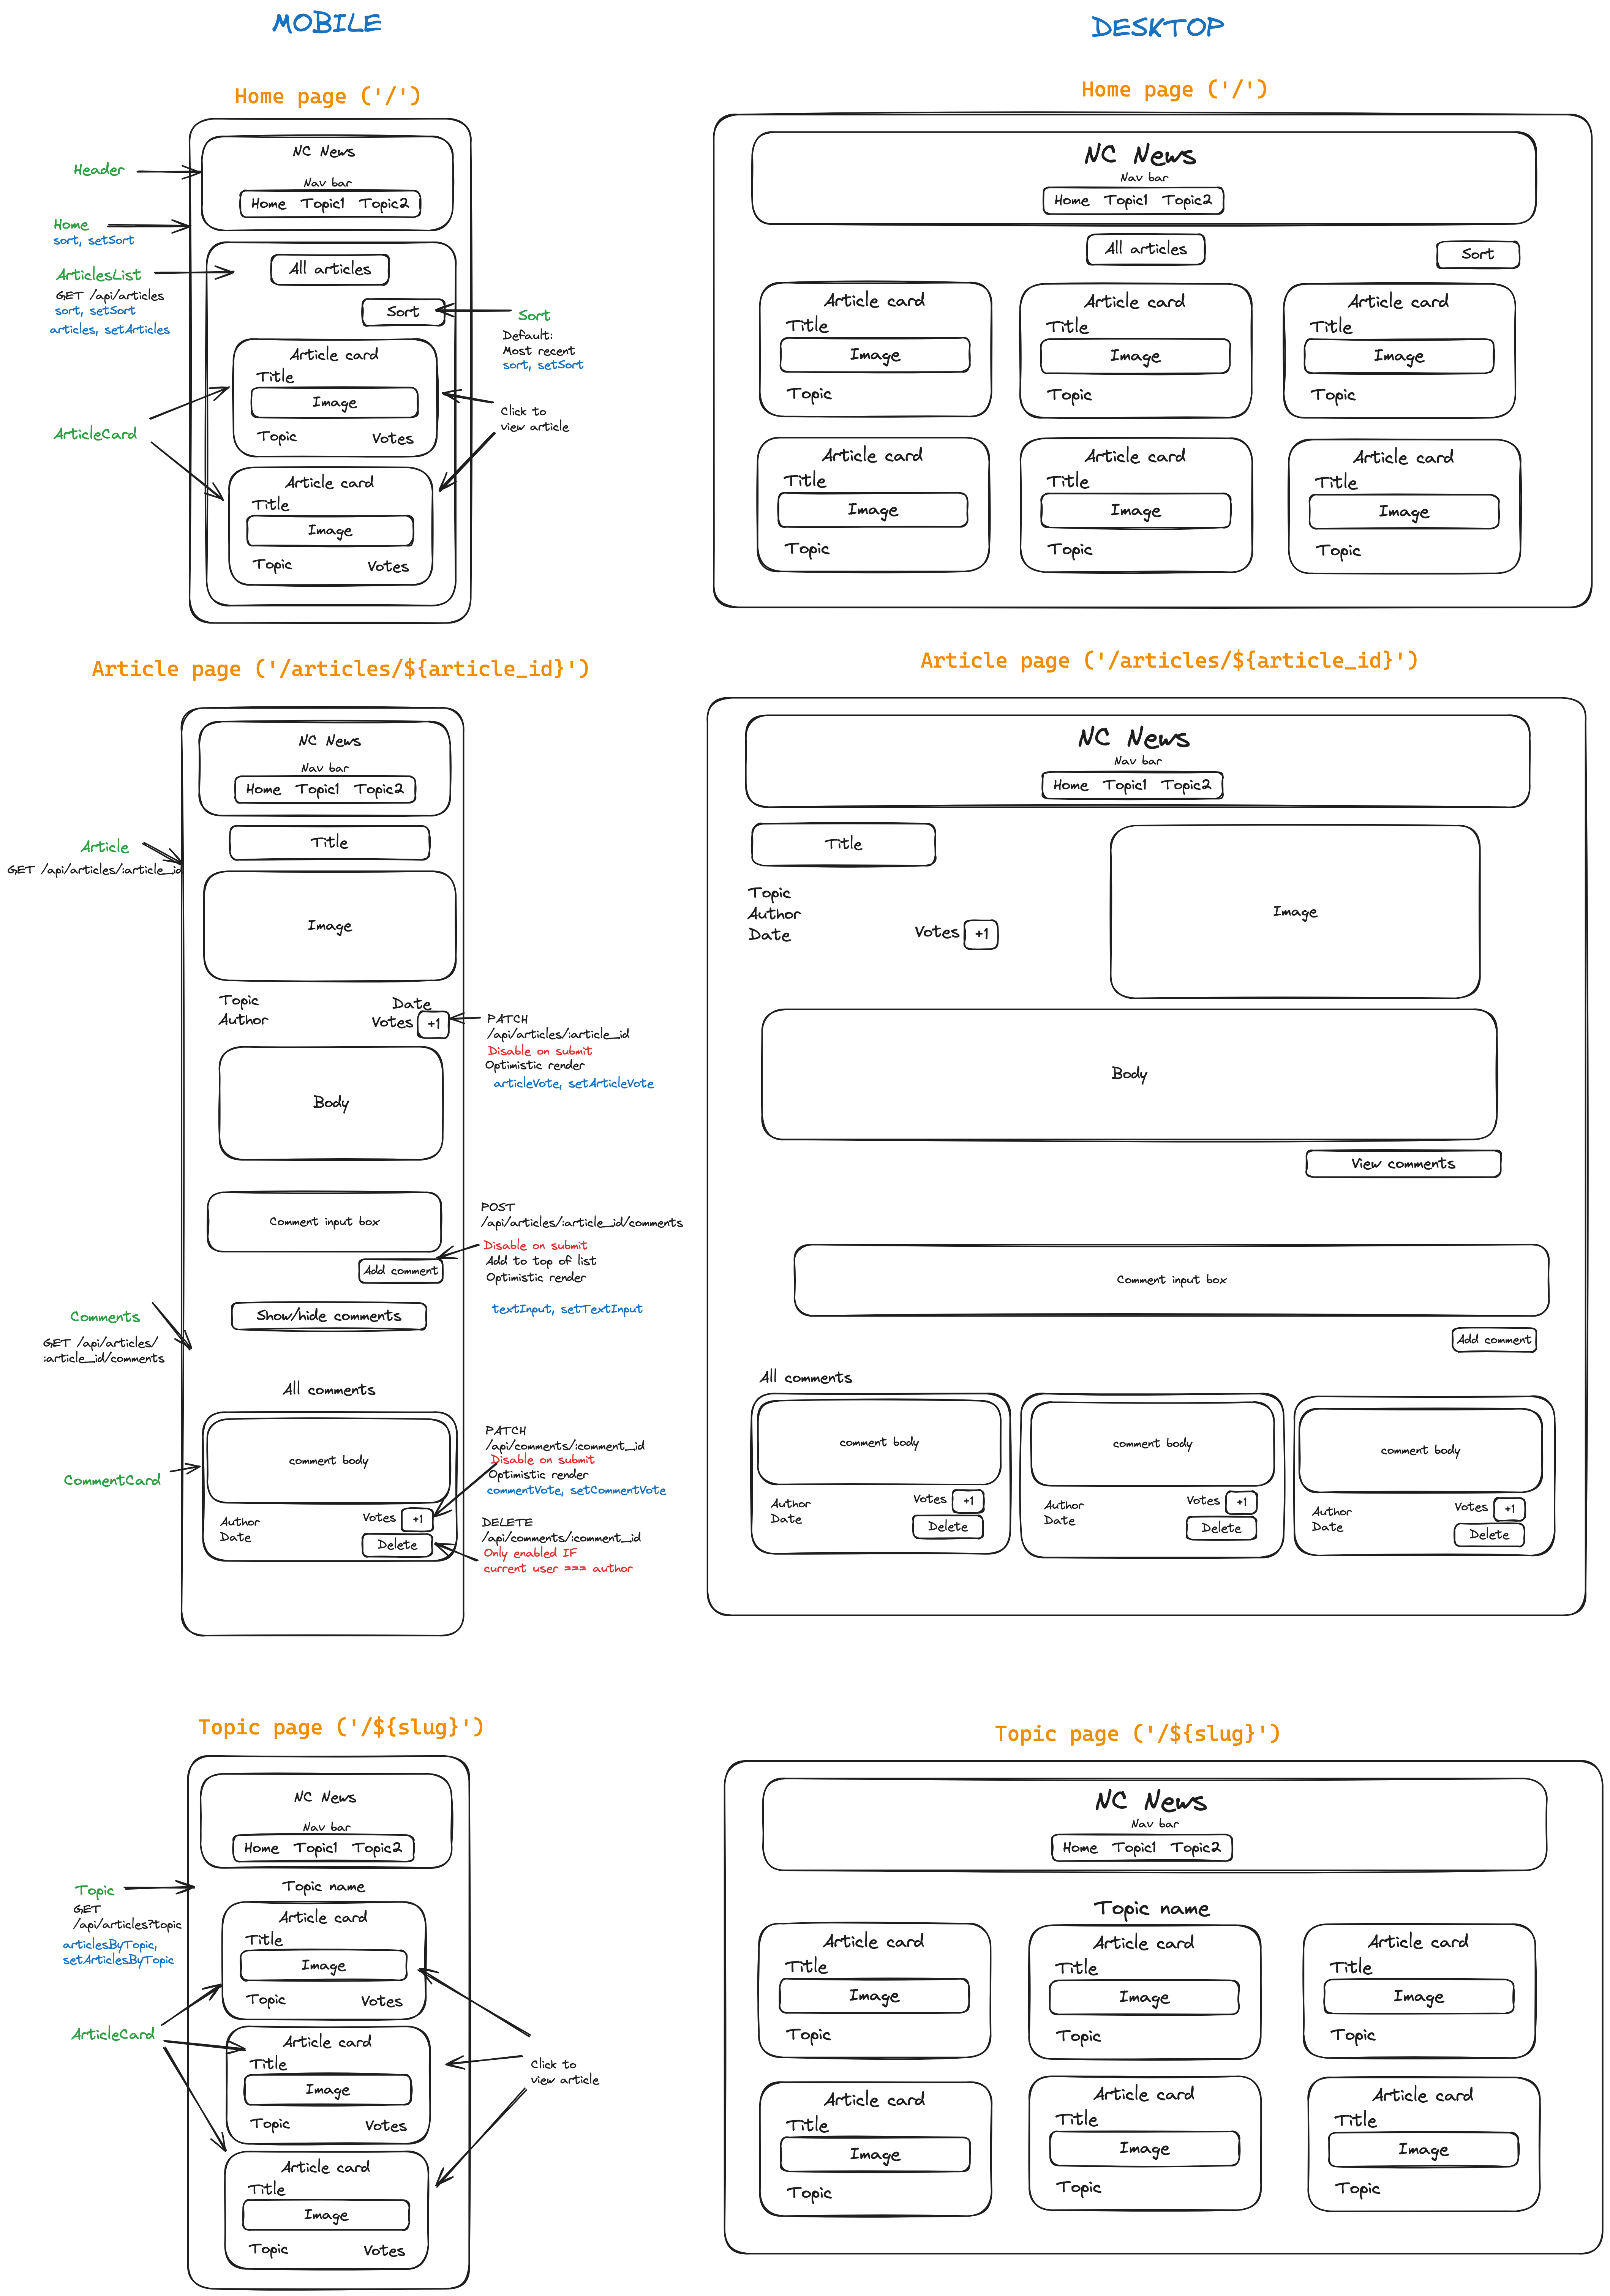 MOBILE
Home page ('/')
Header
NC News
Nav bar
Home Topic1 Topic2
Home
sort, setSort
ArticlesList
GET /api/articles
sort, setSort
articles, setArticles
All articles
Sort
Sort
Default:
Most recent
sort, setSort
Article card
Title
Image
Topic Votes
Click to
view article
ArticleCard
Article card
Title
Image
Topic Votes
DESKTOP
Home page ('/')
NC News
Nav bar
Home Topic1 Topic2
All articles
Sort
Article card
Title
Image
Topic
Article card
Title
Image
Topic
Article card
Title
Image
Topic
Article card
Title
Image
Topic
Article card
Title
Image
Topic
Article card
Title
Image
Topic
Article page ('/articles/${article_id}')
NC News
Nav bar
Home Topic1 Topic2
Article
GET /api/articles/:article_id
Title
Image
Topic
Author
Date
Votes +1
PATCH
/api/articles/:article_id
Disable on submit
Optimistic render
articleVote, setArticleVote
Body
Comment input box
Add comment
POST
/api/articles/:article_id/comments
Disable on submit
Add to top of list
Optimistic render
textInput, setTextInput
Show/hide comments
Comments
GET /api/articles/
:article_id/comments
All comments
comment body
CommentCard
Author
Date
Votes +1
Delete
PATCH
/api/comments/:comment_id
Disable on submit
Optimistic render
commentVote, setCommentVote
DELETE
/api/comments/:comment_id
Only enabled IF
current user === author
Article page ('/articles/${article_id}')
NC News
Nav bar
Home Topic1 Topic2
Title
Topic
Author
Date
Votes +1
Image
Body
View comments
Comment input box
Add comment
All comments
comment body
Author
Date
Votes +1
Delete
comment body
Author
Date
Votes +1
Delete
comment body
Author
Date
Votes +1
Delete
Topic page ('/${slug}')
NC News
Nav bar
Home Topic1 Topic2
Topic
GET
/api/articles?topic
articlesByTopic,
setArticlesByTopic
Topic name
Article card
Title
Image
Topic Votes
ArticleCard
Article card
Title
Image
Topic Votes
Click to
view article
Article card
Title
Image
Topic Votes
Topic page ('/${slug}')
NC News
Nav bar
Home Topic1 Topic2
Topic name
Article card
Title
Image
Topic
Article card
Title
Image
Topic
Article card
Title
Image
Topic
Article card
Title
Image
Topic
Article card
Title
Image
Topic
Article card
Title
Image
Topic